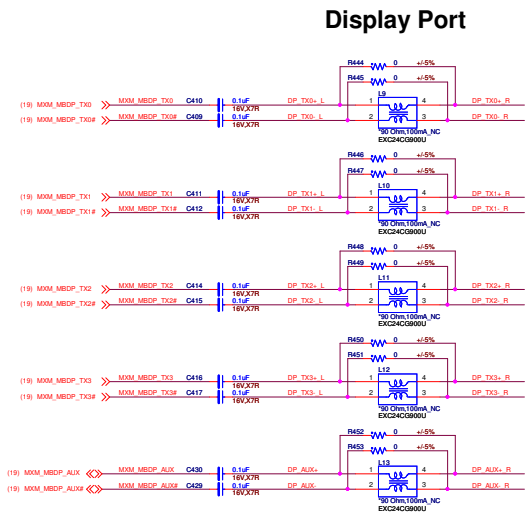 Display Port
R444 0 +/-5%
R445 0 +/-5%
L9
(19) MXM_MBDP_TX0 MXM_MBDP_TX0 C410 0.1uF DP_TX0+_L 1 4 DP_TX0+_R
16V,X7R
(19) MXM_MBDP_TX0# MXM_MBDP_TX0# C409 0.1uF DP_TX0-_L 2 3 DP_TX0-_R
16V,X7R
*90 Ohm,100mA_NC
EXC24CG900U
R446 0 +/-5%
R447 0 +/-5%
L10
(19) MXM_MBDP_TX1 MXM_MBDP_TX1 C411 0.1uF DP_TX1+_L 1 4 DP_TX1+_R
16V,X7R
(19) MXM_MBDP_TX1# MXM_MBDP_TX1# C412 0.1uF DP_TX1-_L 2 3 DP_TX1-_R
16V,X7R
*90 Ohm,100mA_NC
EXC24CG900U
R448 0 +/-5%
R449 0 +/-5%
L11
(19) MXM_MBDP_TX2 MXM_MBDP_TX2 C414 0.1uF DP_TX2+_L 1 4 DP_TX2+_R
16V,X7R
(19) MXM_MBDP_TX2# MXM_MBDP_TX2# C415 0.1uF DP_TX2-_L 2 3 DP_TX2-_R
16V,X7R
*90 Ohm,100mA_NC
EXC24CG900U
R450 0 +/-5%
R451 0 +/-5%
L12
(19) MXM_MBDP_TX3 MXM_MBDP_TX3 C416 0.1uF DP_TX3+_L 1 4 DP_TX3+_R
16V,X7R
(19) MXM_MBDP_TX3# MXM_MBDP_TX3# C417 0.1uF DP_TX3-_L 2 3 DP_TX3-_R
16V,X7R
*90 Ohm,100mA_NC
EXC24CG900U
R452 0 +/-5%
R453 0 +/-5%
L13
(19) MXM_MBDP_AUX MXM_MBDP_AUX C430 0.1uF DP_AUX+ 1 4 DP_AUX+_R
16V,X7R
(19) MXM_MBDP_AUX# MXM_MBDP_AUX# C429 0.1uF DP_AUX- 2 3 DP_AUX-_R
16V,X7R
*90 Ohm,100mA_NC
EXC24CG900U